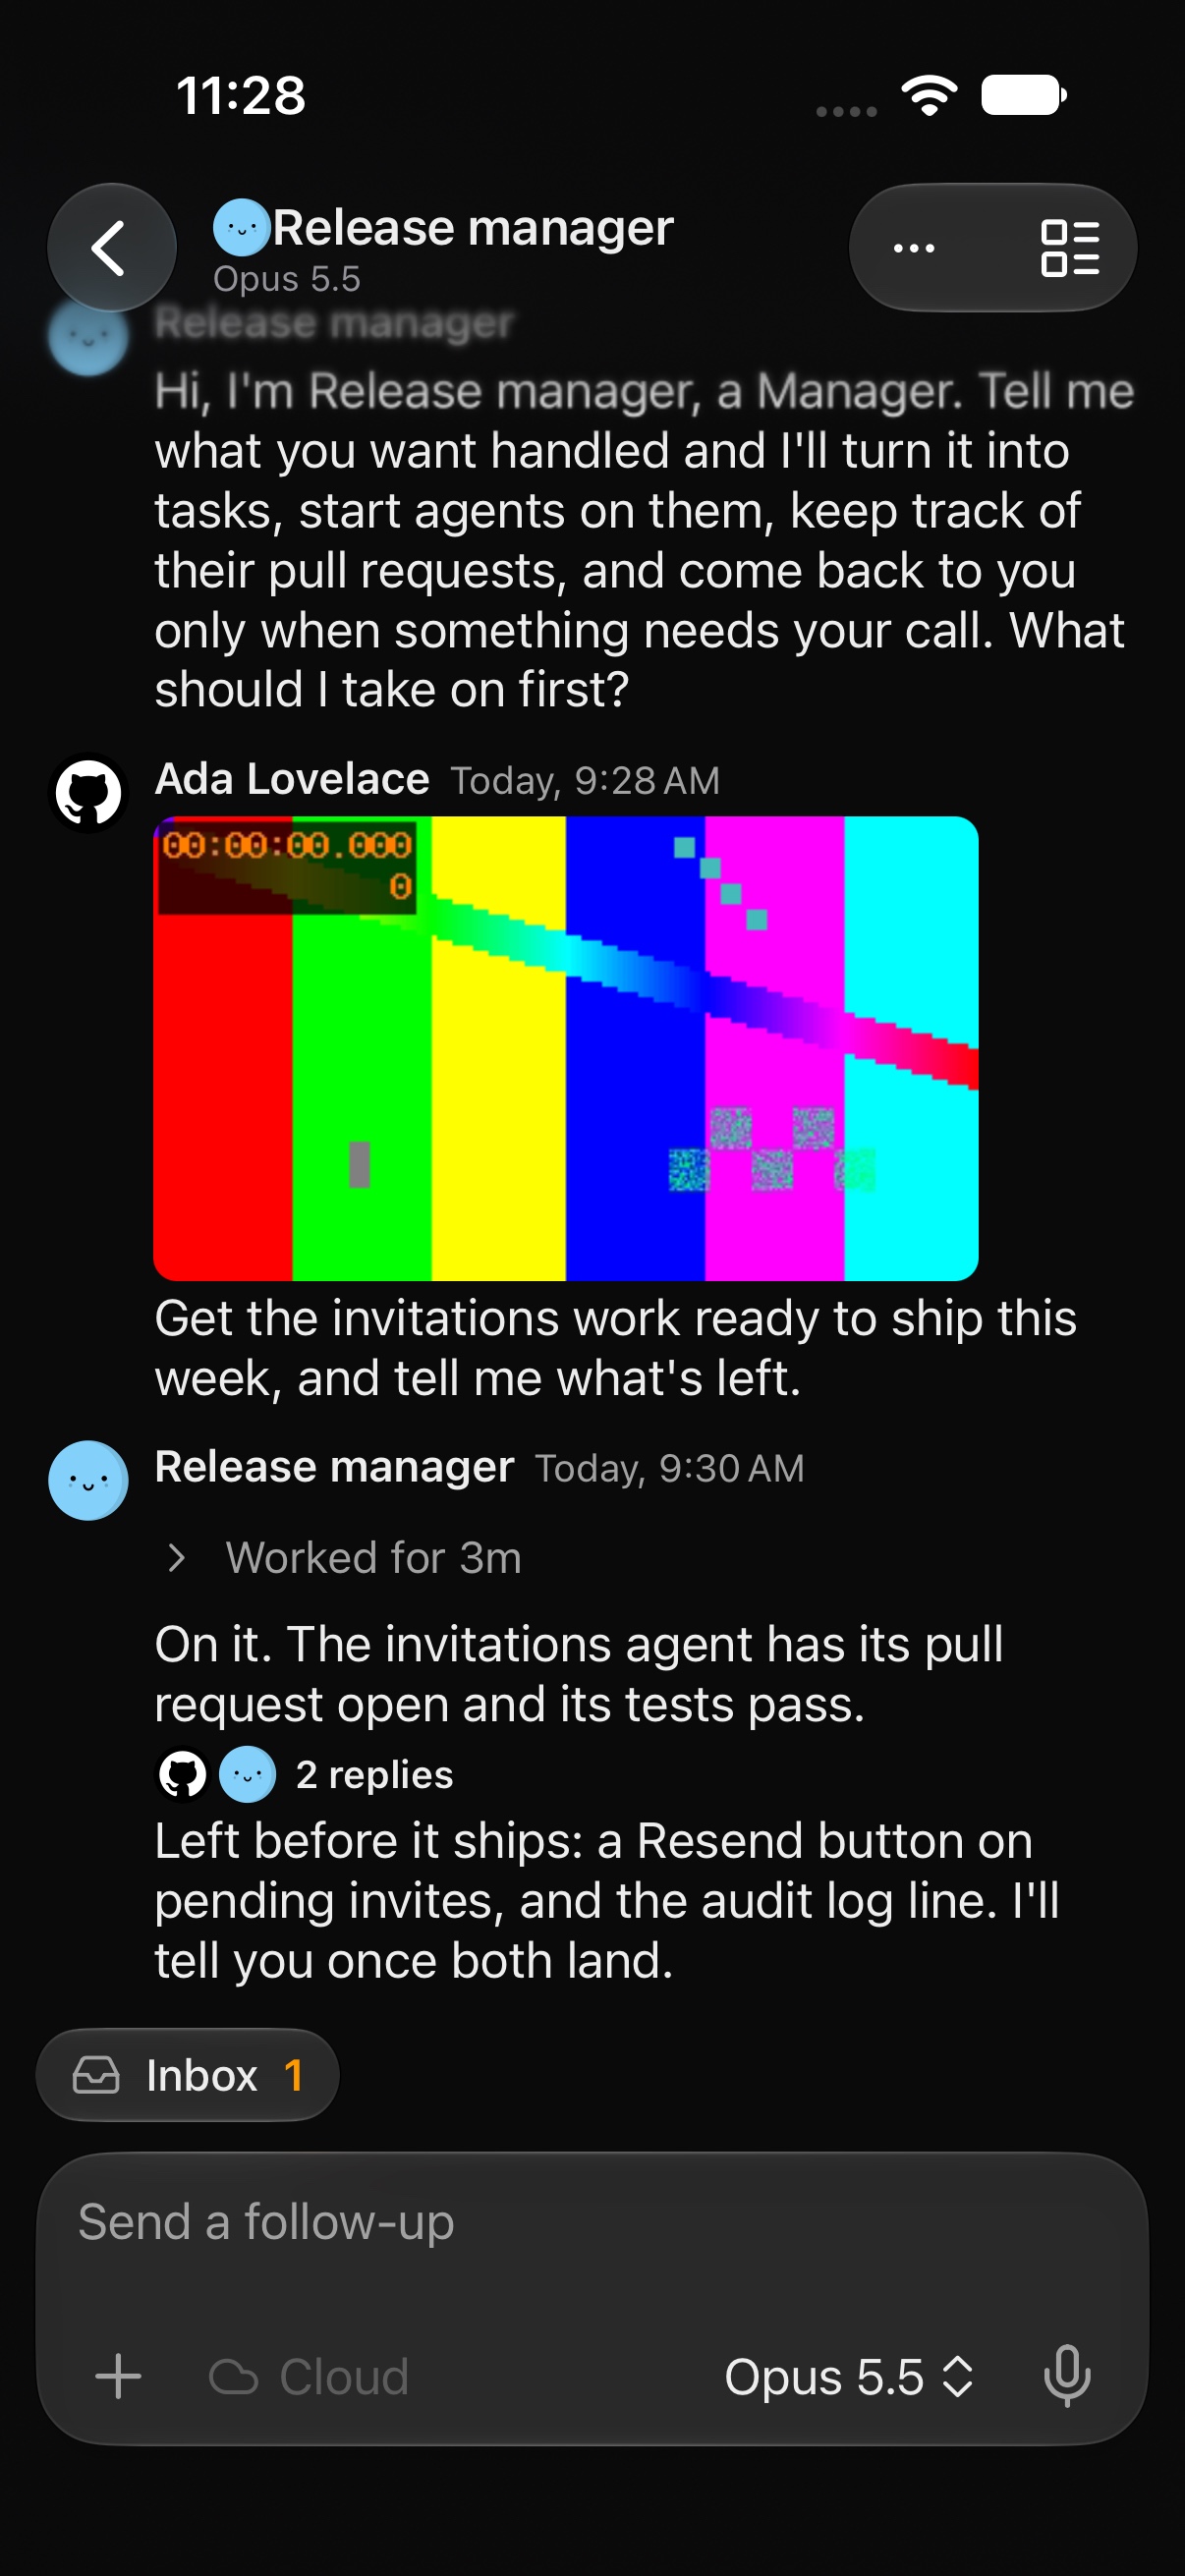 11:28
Release manager
Opus 5.5
Release manager
Hi, I'm Release manager, a Manager. Tell me
what you want handled and I'll turn it into
tasks, start agents on them, keep track of
their pull requests, and come back to you
only when something needs your call. What
should I take on first?
Ada Lovelace Today, 9:28 AM
00:00:00.000
0
Get the invitations work ready to ship this
week, and tell me what's left.
Release manager Today, 9:30 AM
Worked for 3m
On it. The invitations agent has its pull
request open and its tests pass.
2 replies
Left before it ships: a Resend button on
pending invites, and the audit log line. I'll
tell you once both land.
Inbox 1
Send a follow-up
Cloud Opus 5.5